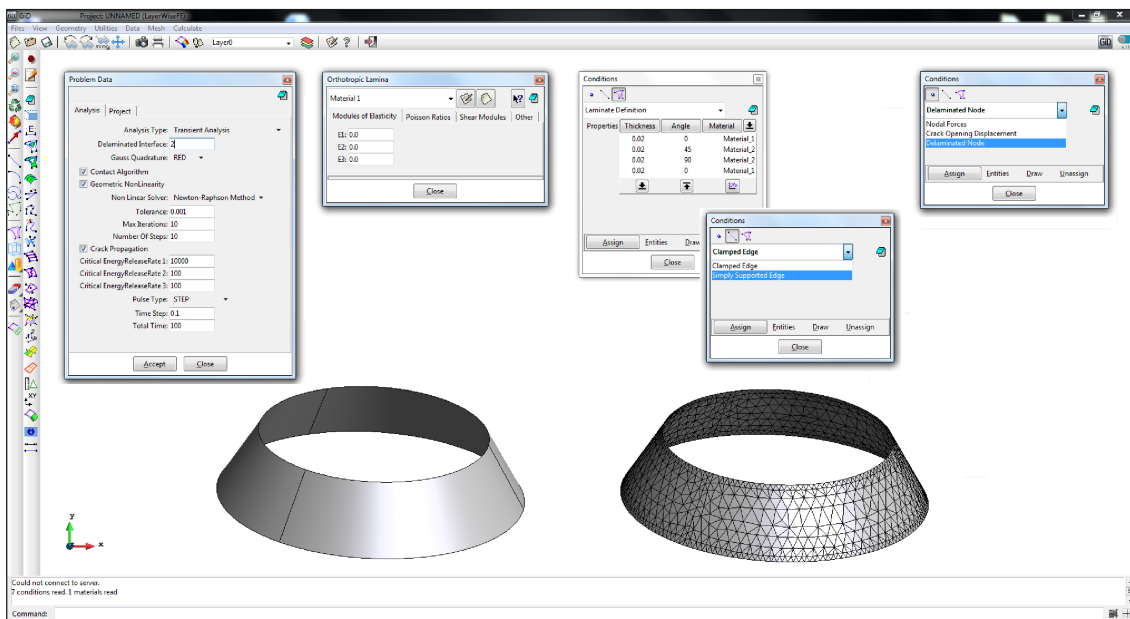 GiD Project: UNNAMED (LayerWiseFE)
Files View Geometry Utilities Data Mesh Calculate
Layer0
GiD
Problem Data
Analysis Project
Analysis Type: Transient Analysis
Delaminated Interface: 2
Gauss Quadrature: RED
Contact Algorithm
Geometric NonLinearity
Non Linear Solver: Newton-Raphson Method
Tolerance: 0.001
Max Iterations: 10
Number Of Steps: 10
Crack Propagation
Critical EnergyReleaseRate 1: 10000
Critical EnergyReleaseRate 2: 100
Critical EnergyReleaseRate 3: 100
Pulse Type: STEP
Time Step: 0.1
Total Time: 100
Accept Close
Orthotropic Lamina
Material 1
Modules of Elasticity Poisson Ratios Shear Modules Other
E1: 0.0
E2: 0.0
E3: 0.0
Close
Conditions
Laminate Definition
Properties Thickness Angle Material
0.02 0 Material_1
0.02 45 Material_2
0.02 90 Material_2
0.02 0 Material_1
Assign Entities Draw
Close
Conditions
Clamped Edge
Clamped Edge
Simply Supported Edge
Assign Entities Draw Unassign
Close
Conditions
Delaminated Node
Nodal Forces
Crack Opening Displacement
Delaminated Node
Assign Entities Draw Unassign
Close
y
x
Could not connect to server.
7 conditions read. 1 materials read
Command: